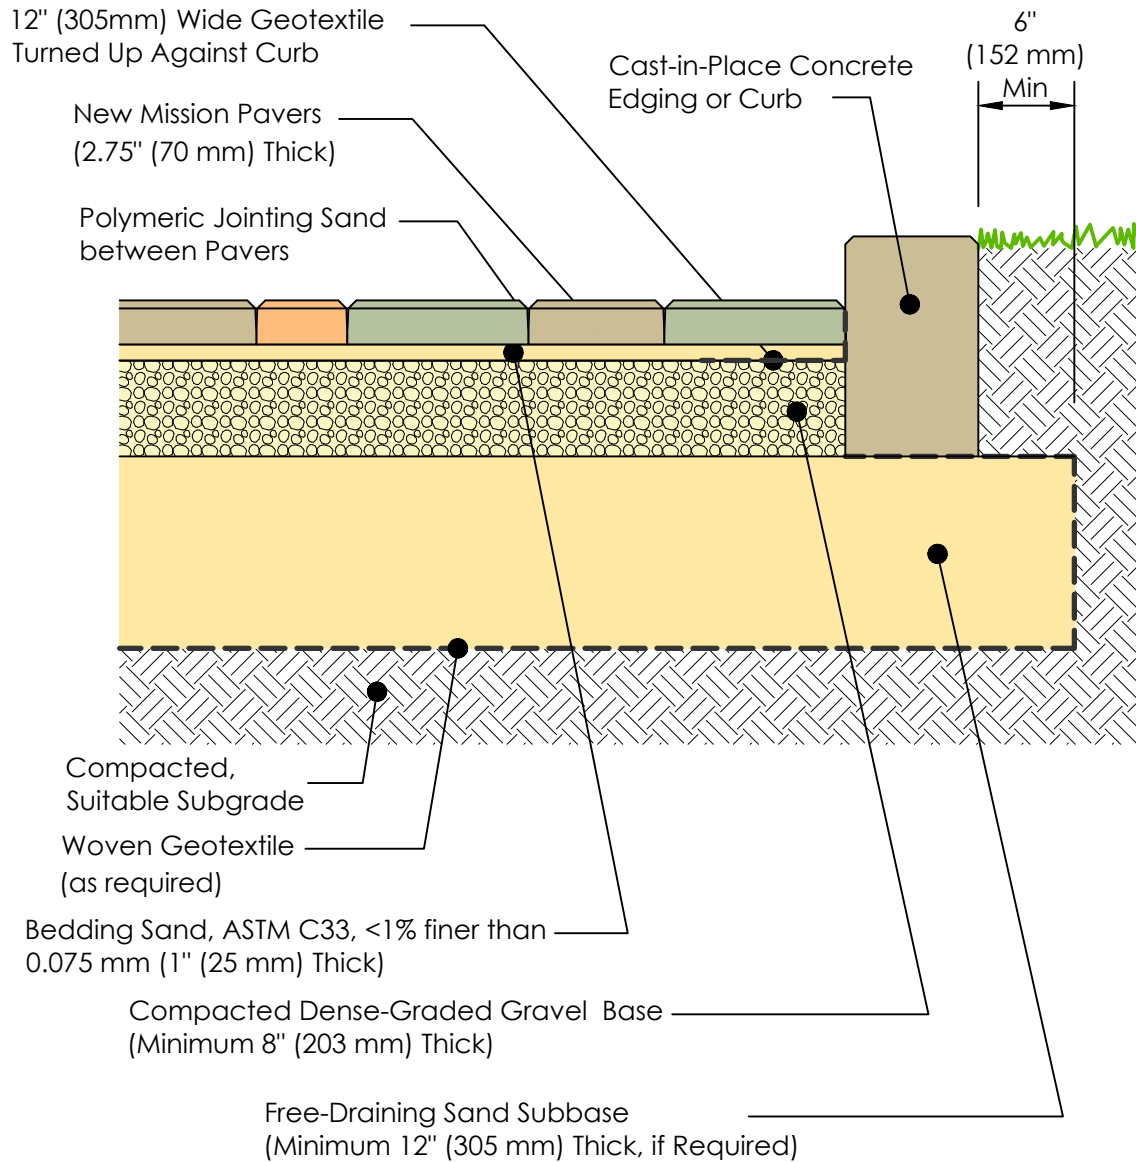 12" (305mm) Wide Geotextile
Turned Up Against Curb
6"
(152 mm)
Min
Cast-in-Place Concrete
Edging or Curb
New Mission Pavers
(2.75" (70 mm) Thick)
Polymeric Jointing Sand
between Pavers
Compacted,
Suitable Subgrade
Woven Geotextile
(as required)
Bedding Sand, ASTM C33, <1% finer than
0.075 mm (1" (25 mm) Thick)
Compacted Dense-Graded Gravel  Base
(Minimum 8" (203 mm) Thick)
Free-Draining Sand Subbase
(Minimum 12" (305 mm) Thick, if Required)